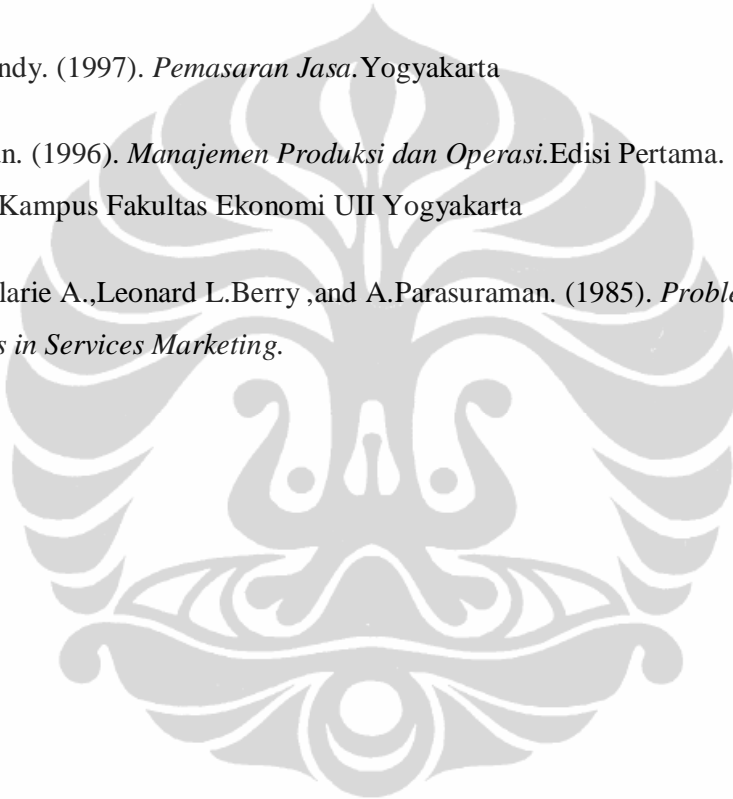 ndy. (1997). Pemasaran Jasa.Yogyakarta
n. (1996). Manajemen Produksi dan Operasi.Edisi Pertama.
Kampus Fakultas Ekonomi UII Yogyakarta
larie A.,Leonard L.Berry ,and A.Parasuraman. (1985). Proble
s in Services Marketing.